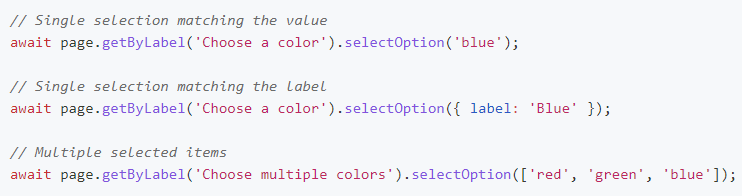 // Single selection matching the value
await page.getByLabel('Choose a color').selectOption('blue');
// Single selection matching the label
await page.getByLabel('Choose a color').selectOption({ label: 'Blue' });
// Multiple selected items
await page.getByLabel('Choose multiple colors').selectOption(['red', 'green', 'blue']);